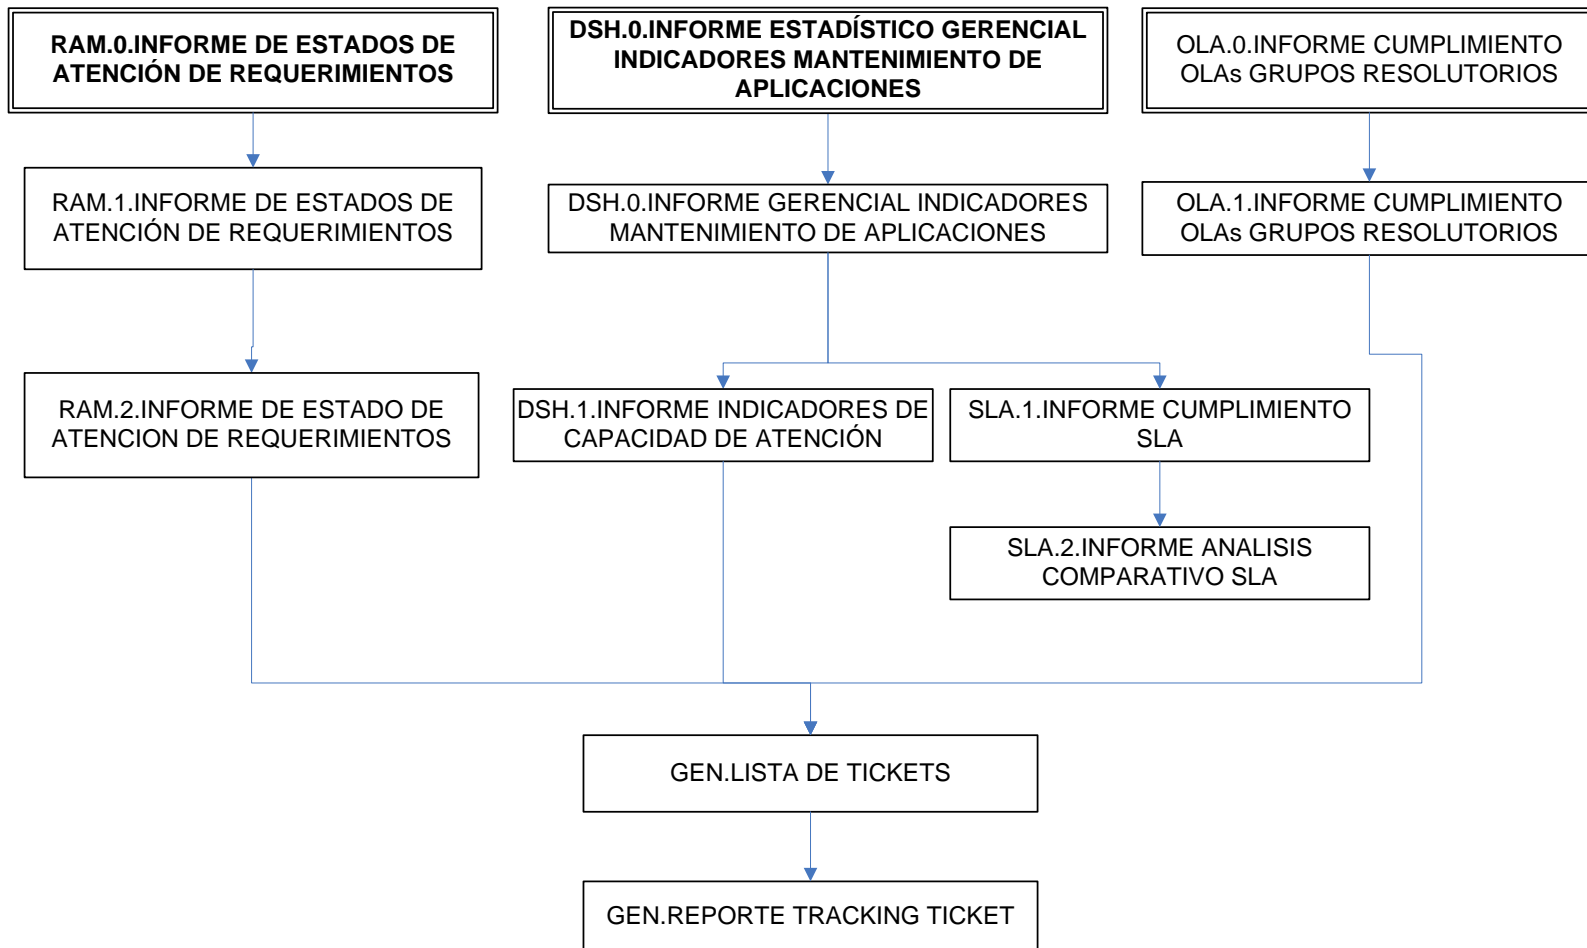 RAM.0.INFORME DE ESTADOS DE
ATENCIÓN DE REQUERIMIENTOS
DSH.0.INFORME ESTADÍSTICO GERENCIAL
INDICADORES MANTENIMIENTO DE
APLICACIONES
OLA.0.INFORME CUMPLIMIENTO
OLAs GRUPOS RESOLUTORIOS
RAM.1.INFORME DE ESTADOS DE
ATENCIÓN DE REQUERIMIENTOS
DSH.0.INFORME GERENCIAL INDICADORES
MANTENIMIENTO DE APLICACIONES
OLA.1.INFORME CUMPLIMIENTO
OLAs GRUPOS RESOLUTORIOS
RAM.2.INFORME DE ESTADO DE
ATENCION DE REQUERIMIENTOS
DSH.1.INFORME INDICADORES DE
CAPACIDAD DE ATENCIÓN
SLA.1.INFORME CUMPLIMIENTO
SLA
SLA.2.INFORME ANALISIS
COMPARATIVO SLA
GEN.LISTA DE TICKETS
GEN.REPORTE TRACKING TICKET